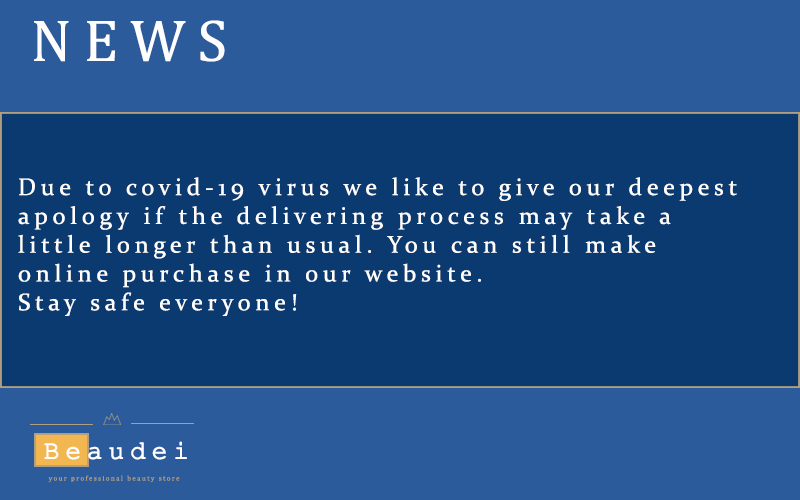 NEWS
Due to covid-19 virus we like to give our deepest
apology if the delivering process may take a
little longer than usual. You can still make
online purchase in our website.
Stay safe everyone!
Beaudei
your professional beauty store